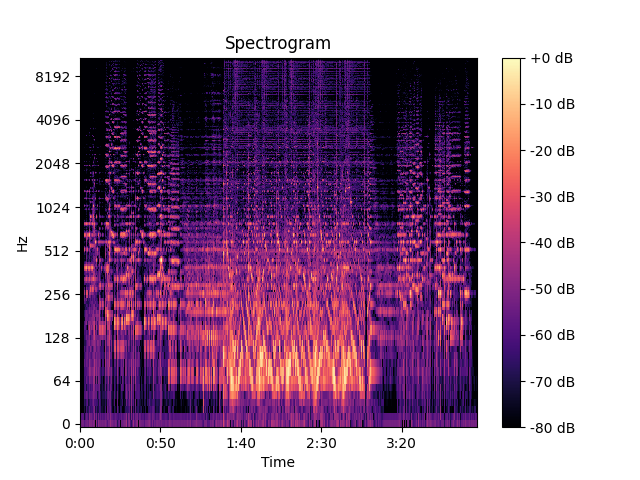 Spectrogram
Hz
8192
4096
2048
1024
512
256
128
64
0
0:00
0:50
1:40
2:30
3:20
Time
+0 dB
-10 dB
-20 dB
-30 dB
-40 dB
-50 dB
-60 dB
-70 dB
-80 dB